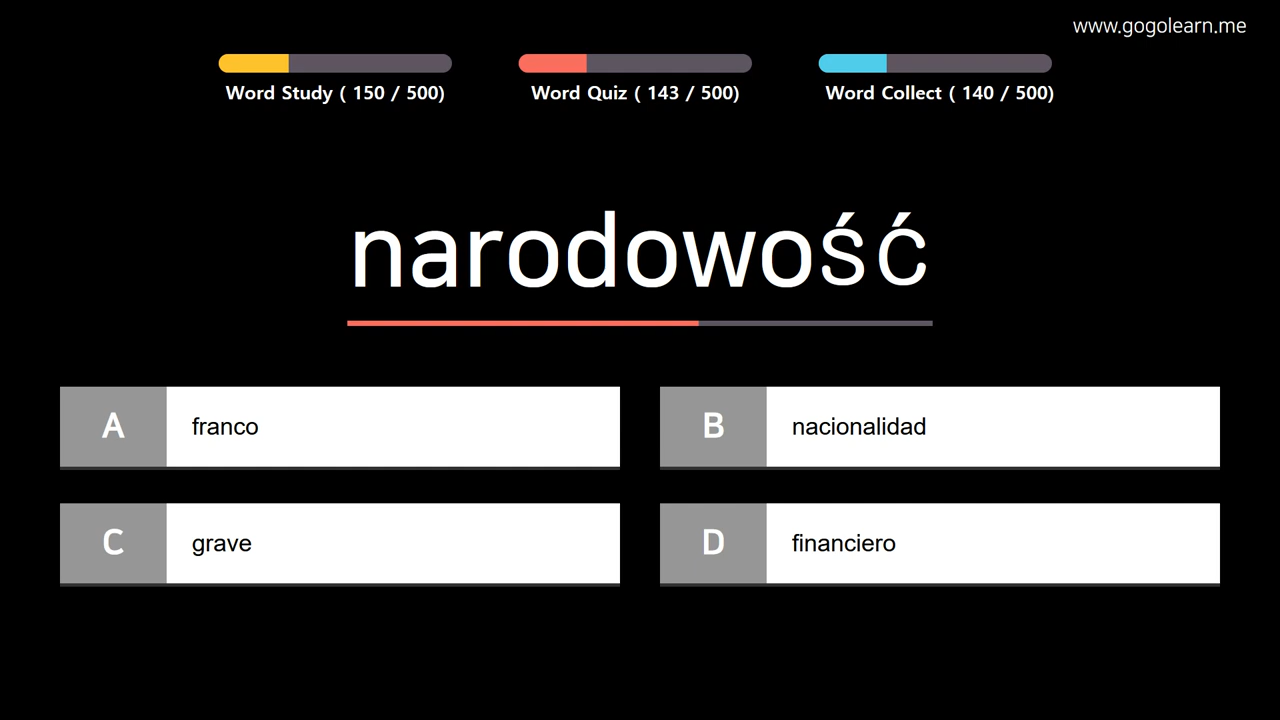 www.gogolearn.me
Word Study ( 150 / 500)
Word Quiz ( 143 / 500)
Word Collect ( 140 / 500)
narodowość
A franco
B nacionalidad
C grave
D financiero